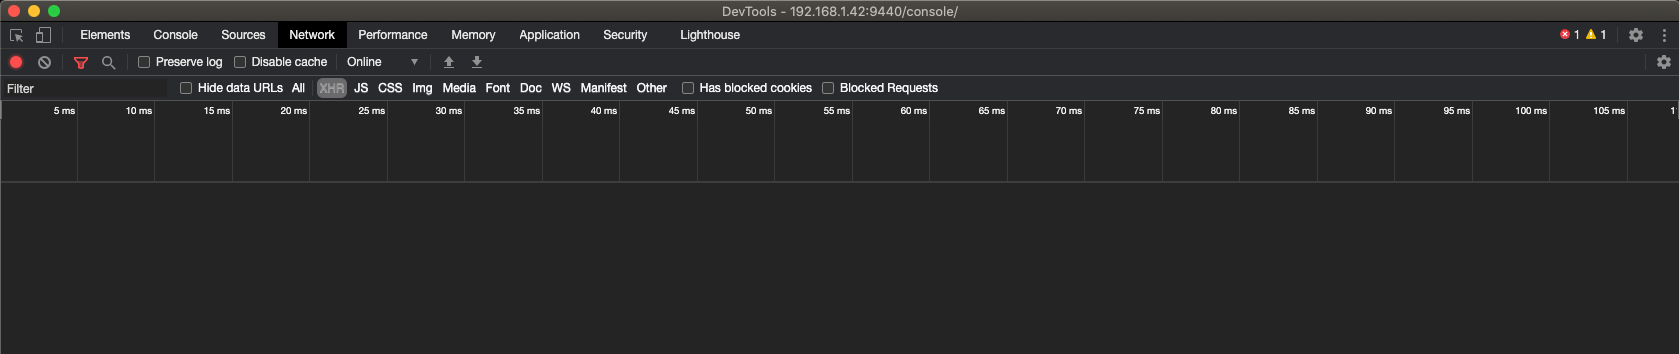 DevTools - 192.168.1.42:9440/console/
Elements Console Sources Network Performance Memory Application Security Lighthouse 1 1
Preserve log Disable cache Online
Filter Hide data URLs All XHR JS CSS Img Media Font Doc WS Manifest Other Has blocked cookies Blocked Requests
5 ms 10 ms 15 ms 20 ms 25 ms 30 ms 35 ms 40 ms 45 ms 50 ms 55 ms 60 ms 65 ms 70 ms 75 ms 80 ms 85 ms 90 ms 95 ms 100 ms 105 ms